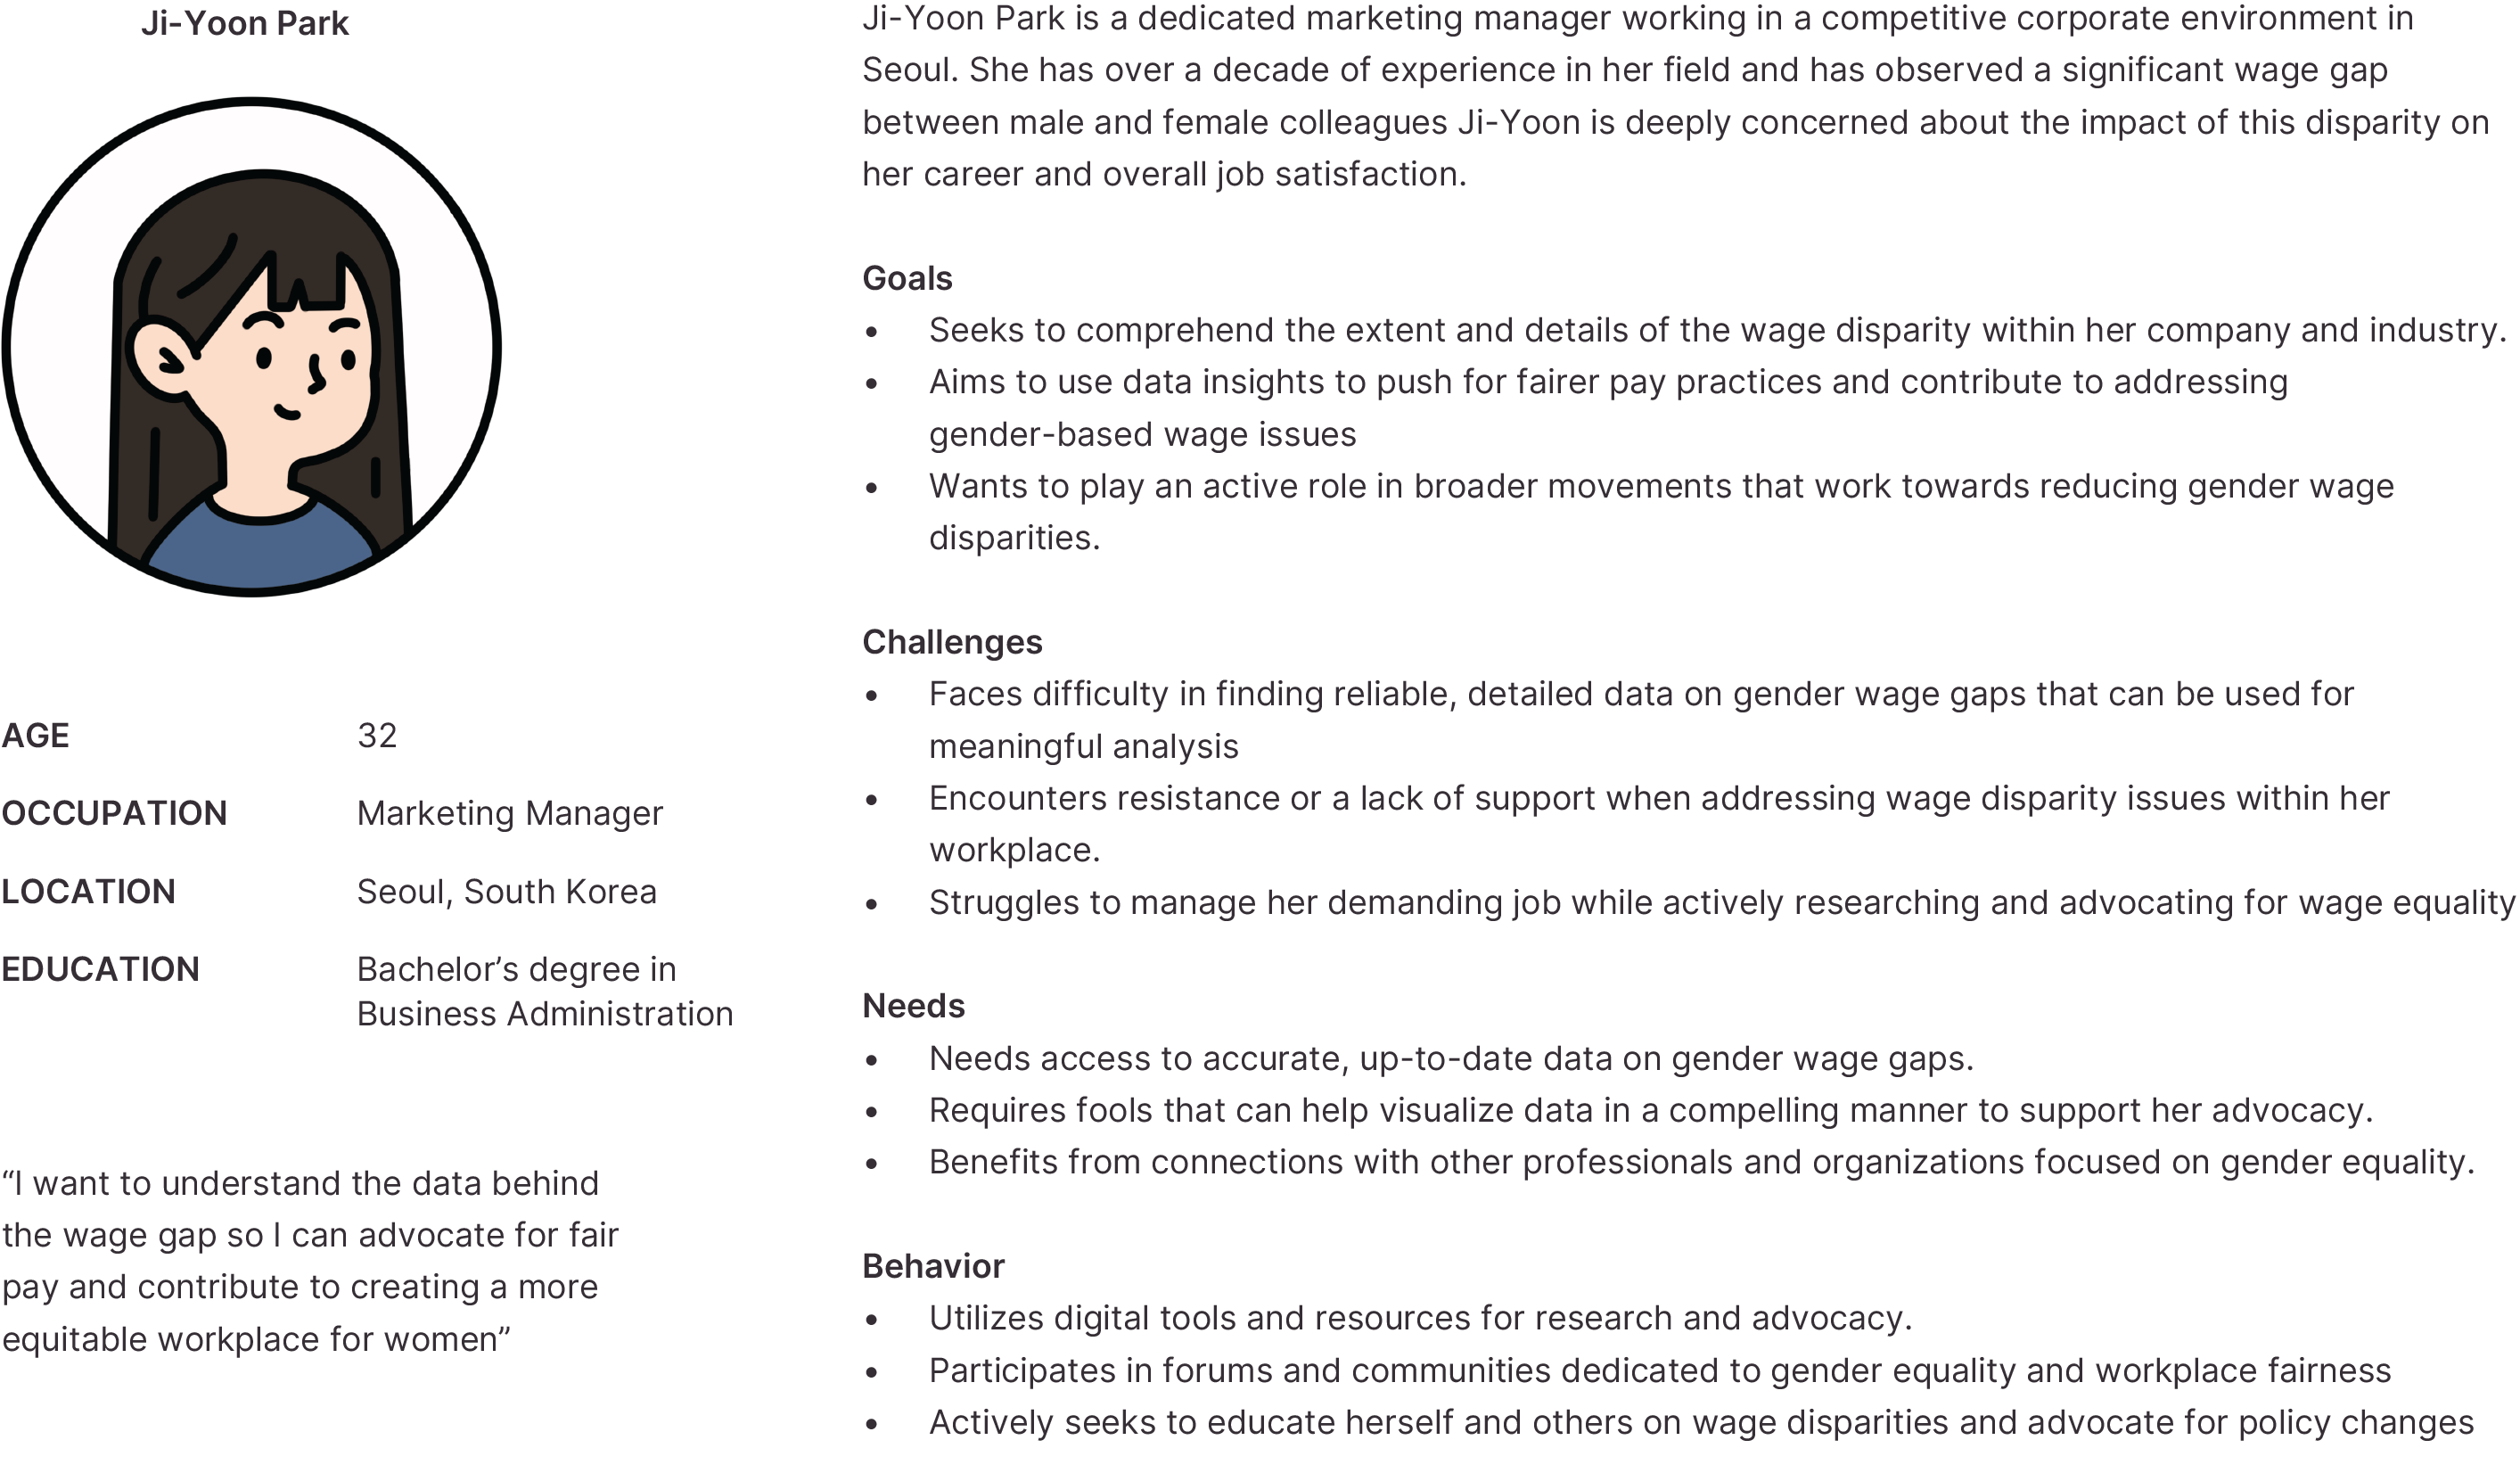 Ji-Yoon Park
AGE 32
OCCUPATION Marketing Manager
LOCATION Seoul, South Korea
EDUCATION Bachelor’s degree in
Business Administration
“I want to understand the data behind
the wage gap so I can advocate for fair
pay and contribute to creating a more
equitable workplace for women”
Ji-Yoon Park is a dedicated marketing manager working in a competitive corporate environment in
Seoul. She has over a decade of experience in her field and has observed a significant wage gap
between male and female colleagues Ji-Yoon is deeply concerned about the impact of this disparity on
her career and overall job satisfaction.
Goals
• Seeks to comprehend the extent and details of the wage disparity within her company and industry.
• Aims to use data insights to push for fairer pay practices and contribute to addressing
gender-based wage issues
• Wants to play an active role in broader movements that work towards reducing gender wage
disparities.
Challenges
• Faces difficulty in finding reliable, detailed data on gender wage gaps that can be used for
meaningful analysis
• Encounters resistance or a lack of support when addressing wage disparity issues within her
workplace.
• Struggles to manage her demanding job while actively researching and advocating for wage equality
Needs
• Needs access to accurate, up-to-date data on gender wage gaps.
• Requires fools that can help visualize data in a compelling manner to support her advocacy.
• Benefits from connections with other professionals and organizations focused on gender equality.
Behavior
• Utilizes digital tools and resources for research and advocacy.
• Participates in forums and communities dedicated to gender equality and workplace fairness
• Actively seeks to educate herself and others on wage disparities and advocate for policy changes